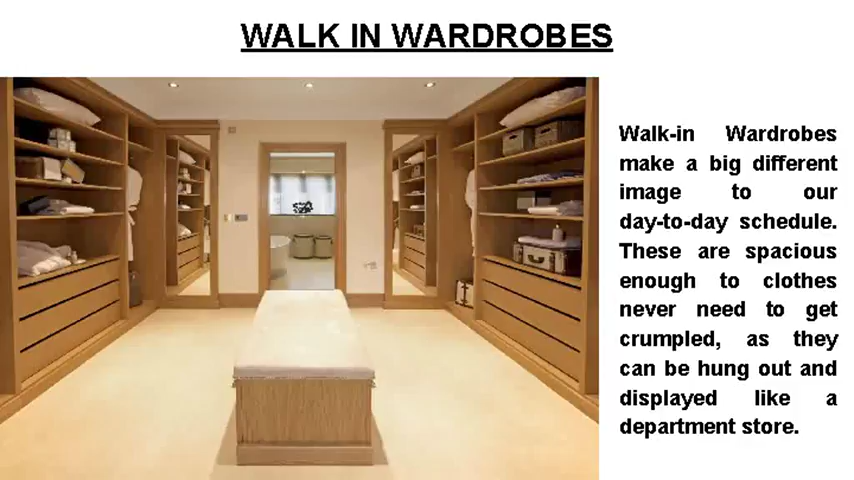 WALK IN WARDROBES
Walk-in Wardrobes
make a big different
image to our
day-to-day schedule.
These are spacious
enough to clothes
never need to get
crumpled, as they
can be hung out and
displayed like a
department store.